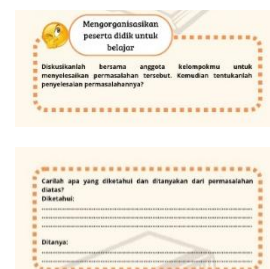 Mengorganisasikan
peserta didik untuk
belajar
Diskusikanlah bersama anggota kelompokmu untuk
menyelesaikan permasalahan tersebut. Kemudian tentukanlah
penyelesaian permasalahannya?
Carilah apa yang diketahui dan ditanyakan dari permasalahan
diatas?
Diketahui:
Ditanya: